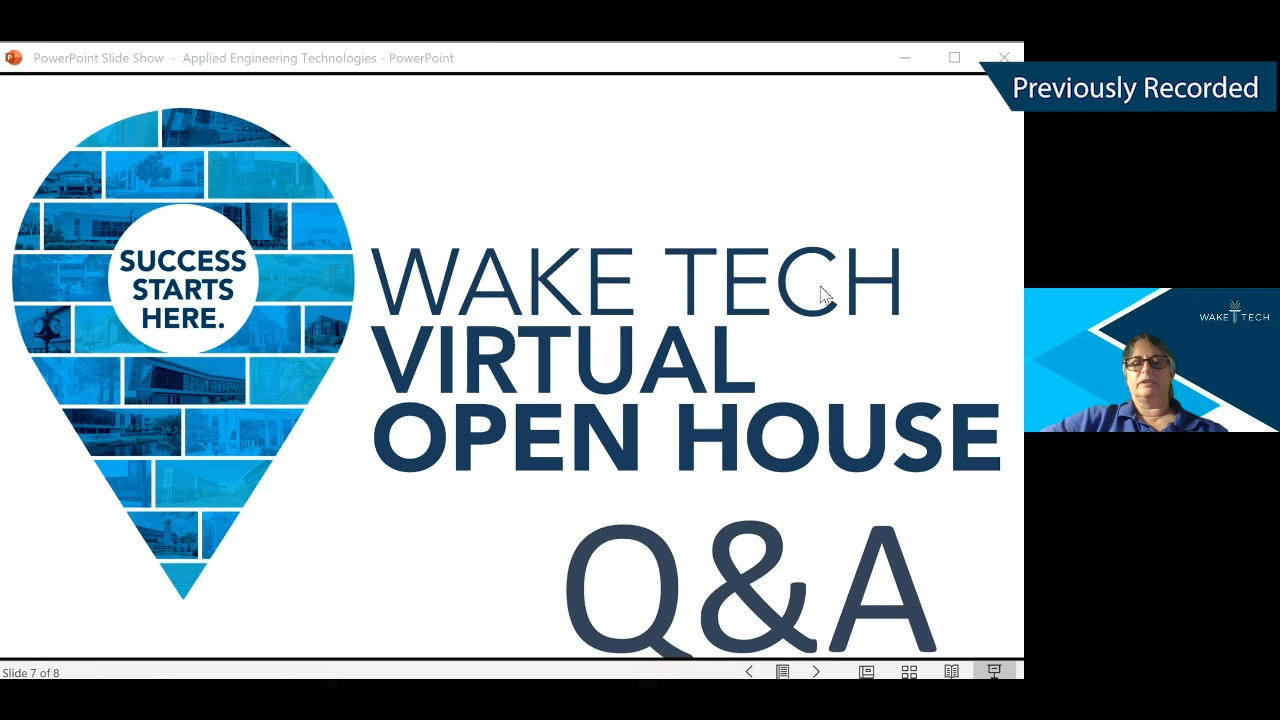 PowerPoint Slide Show - Applied Engineering Technologies - PowerPoint
Previously Recorded
SUCCESS
STARTS
HERE.
WAKE TECH
VIRTUAL
OPEN HOUSE
Q&A
WAKE TECH
Slide 7 of 8